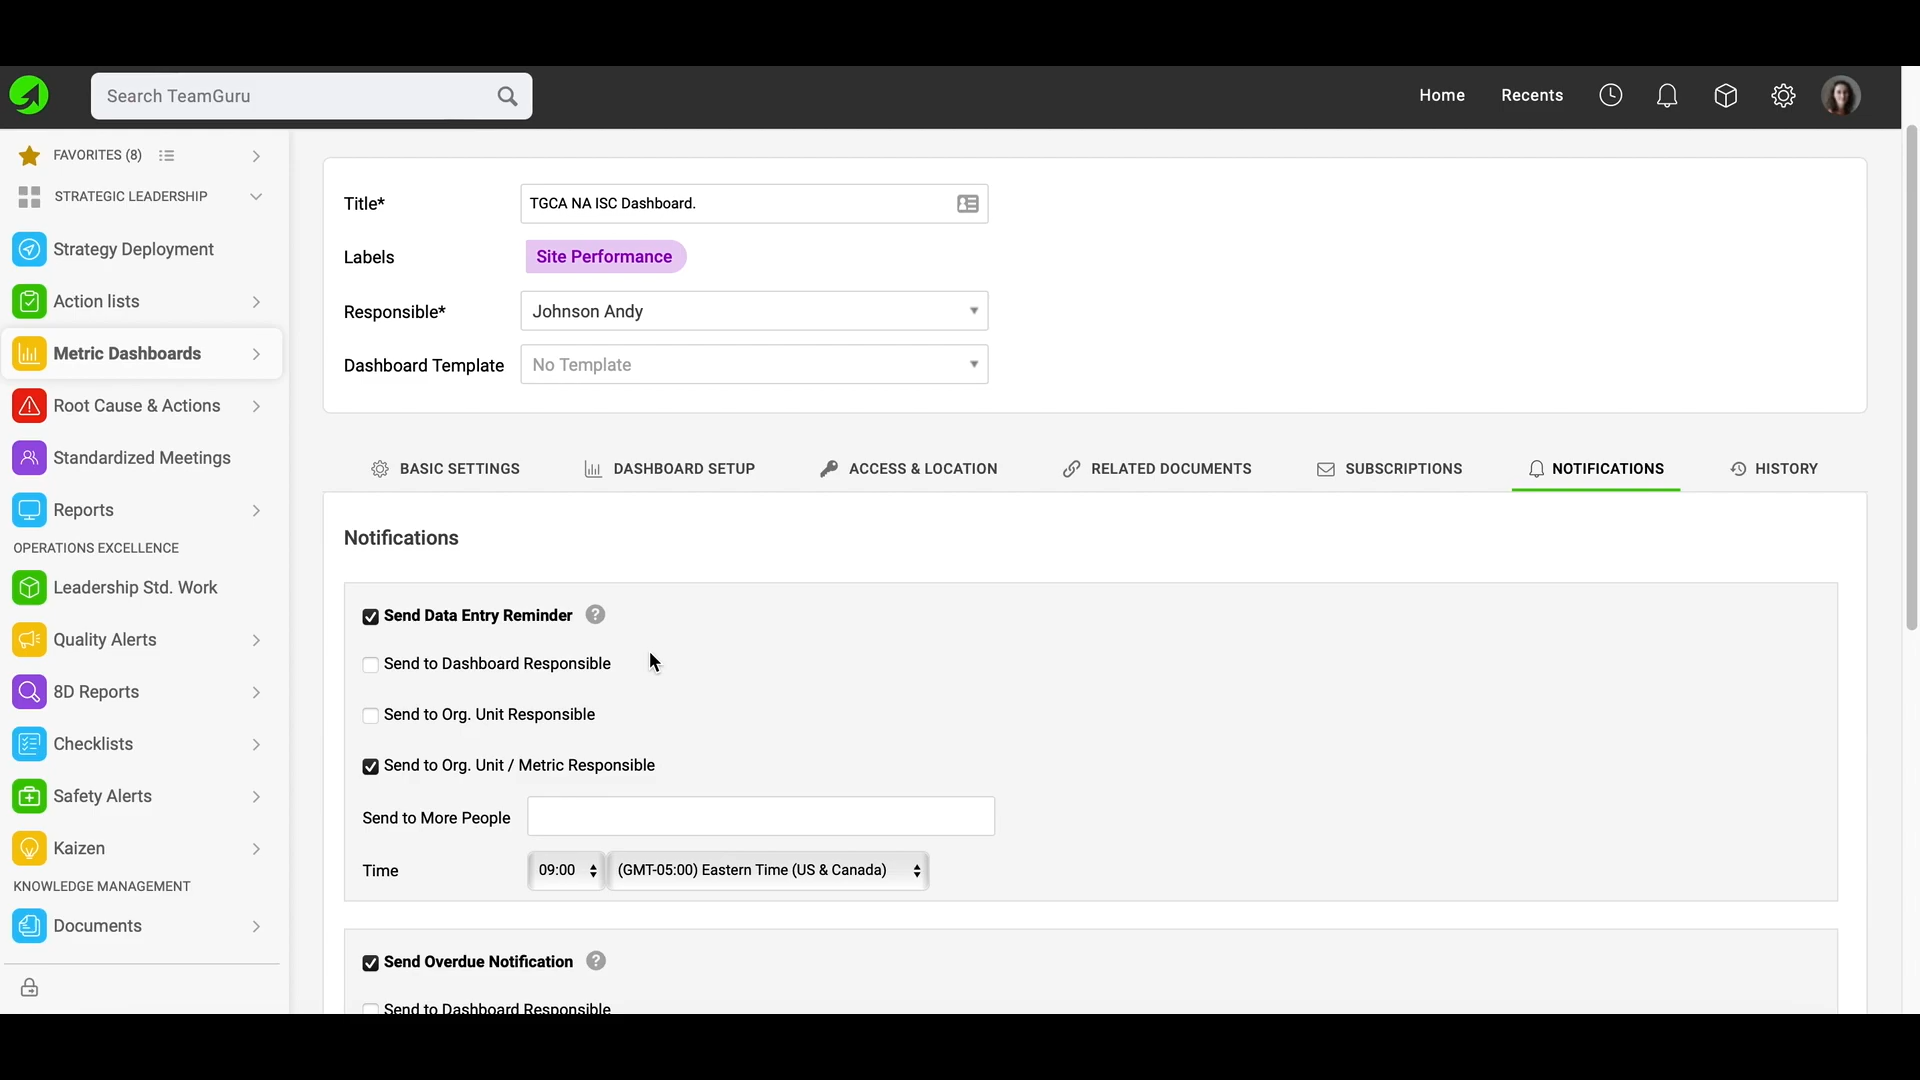 Search TeamGuru
Home
Recents
FAVORITES (8)
STRATEGIC LEADERSHIP
Strategy Deployment
Action lists
Metric Dashboards
Root Cause & Actions
Standardized Meetings
Reports
OPERATIONS EXCELLENCE
Leadership Std. Work
Quality Alerts
8D Reports
Checklists
Safety Alerts
Kaizen
KNOWLEDGE MANAGEMENT
Documents
Title* TGCA NA ISC Dashboard.
Labels Site Performance
Responsible* Johnson Andy
Dashboard Template No Template
BASIC SETTINGS
DASHBOARD SETUP
ACCESS & LOCATION
RELATED DOCUMENTS
SUBSCRIPTIONS
NOTIFICATIONS
HISTORY
Notifications
Send Data Entry Reminder ?
Send to Dashboard Responsible
Send to Org. Unit Responsible
Send to Org. Unit / Metric Responsible
Send to More People
Time 09:00 (GMT-05:00) Eastern Time (US & Canada)
Send Overdue Notification ?
Send to Dashboard Responsible